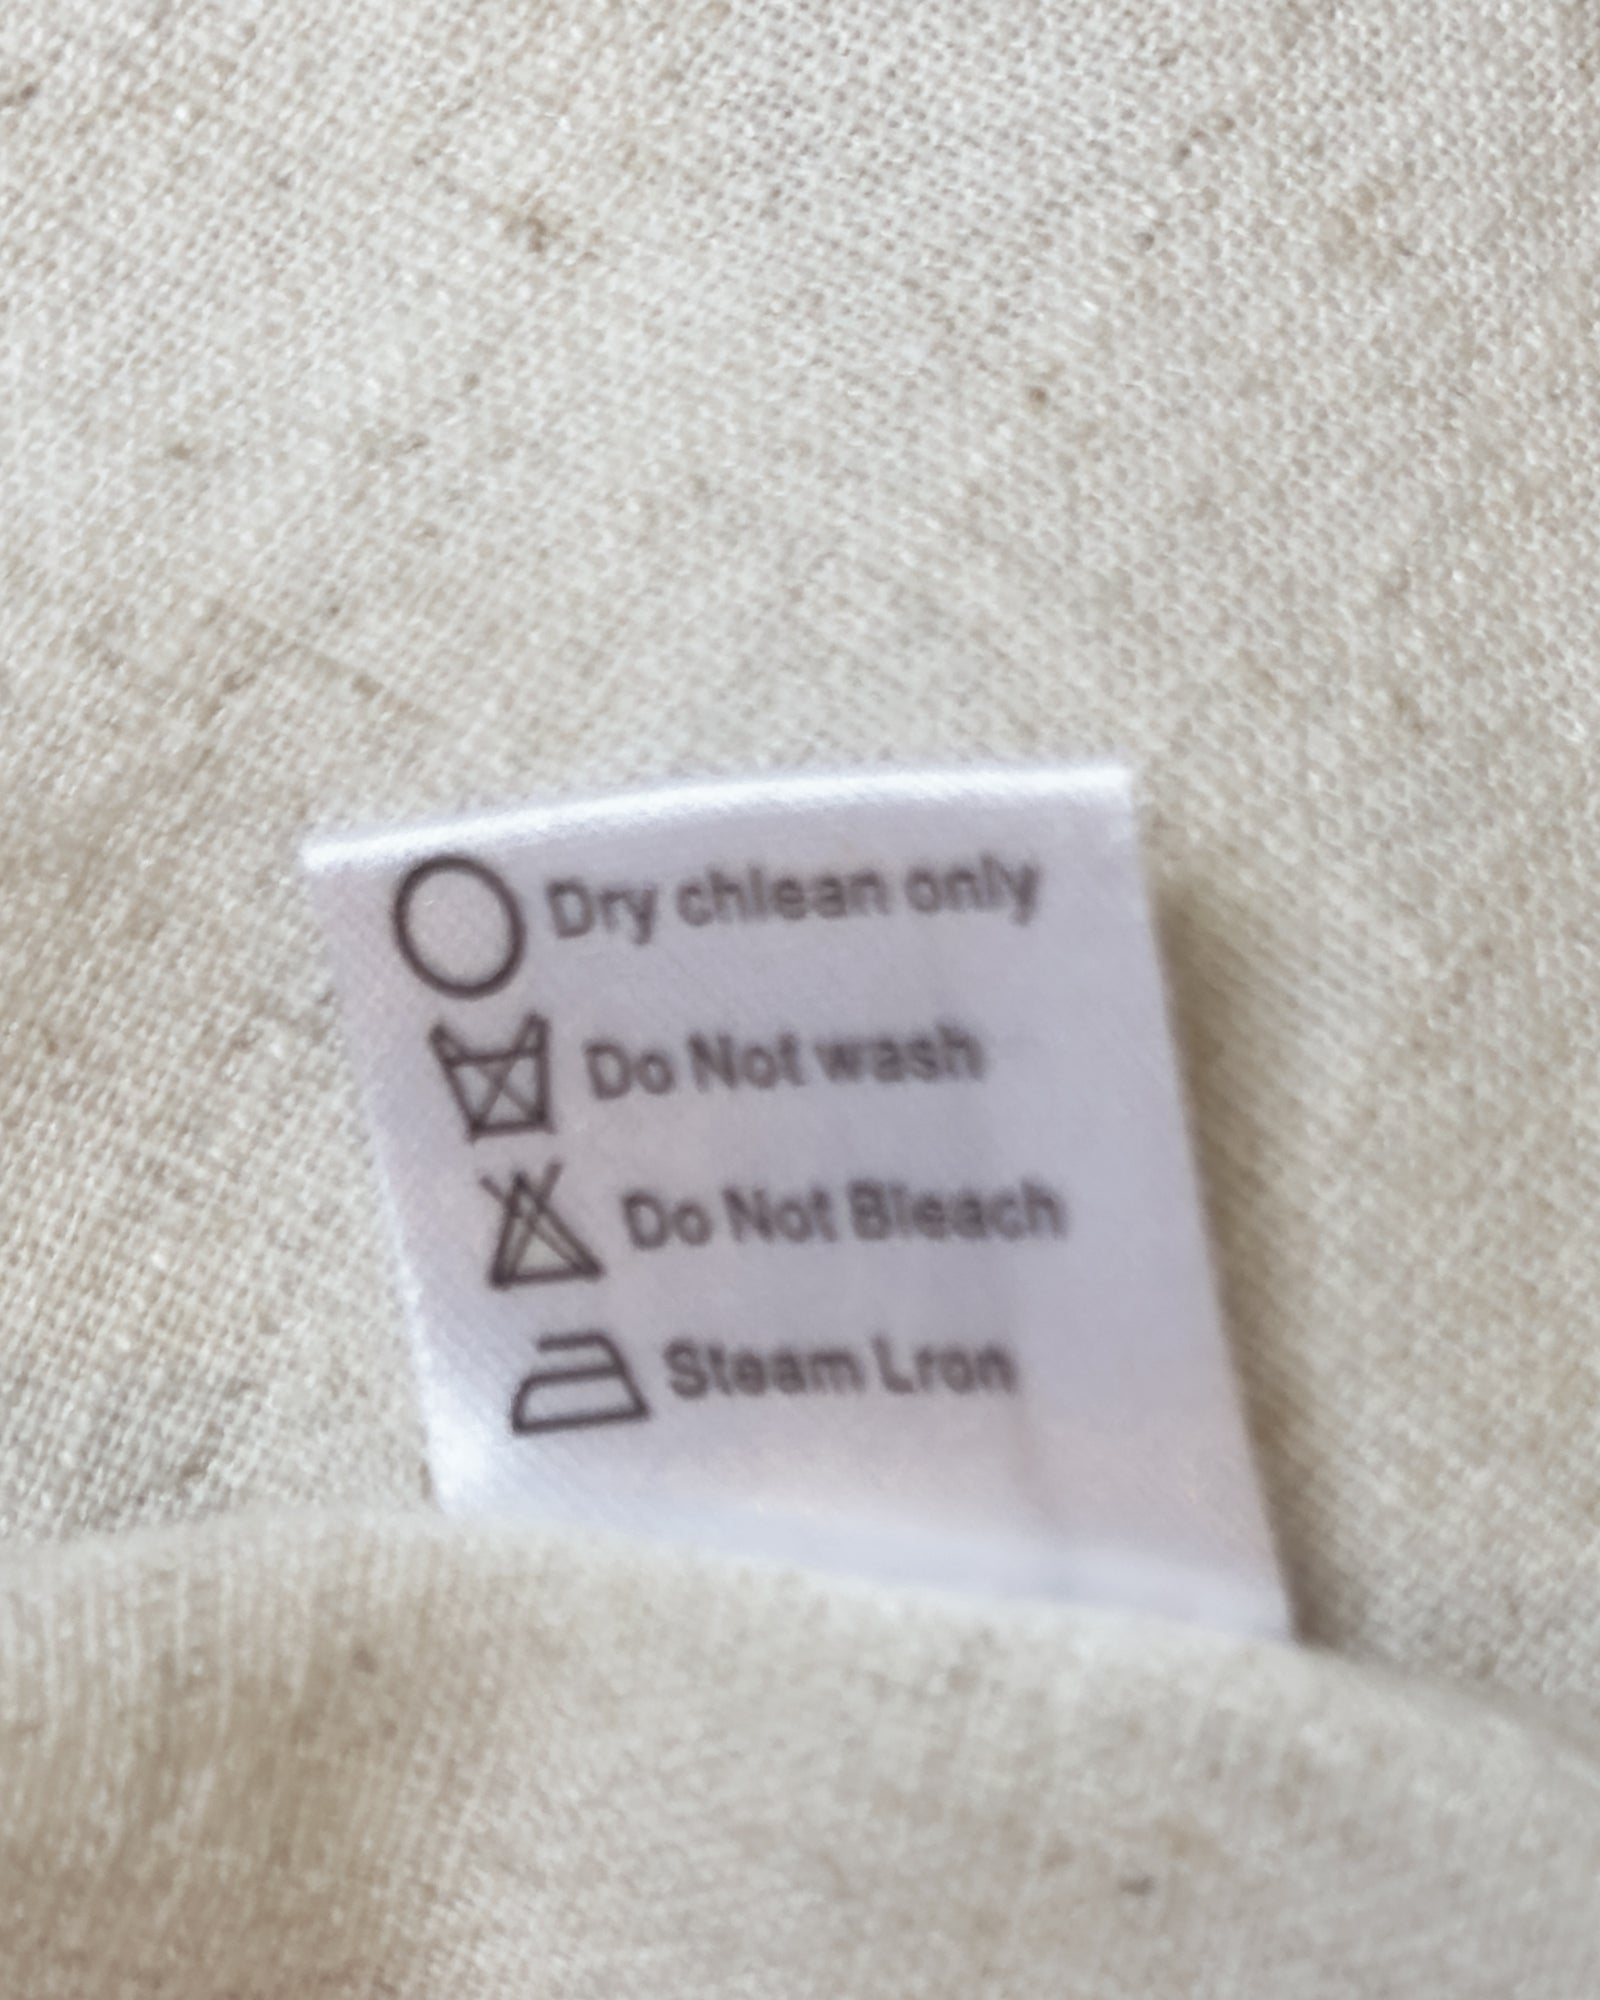 Dry chlean only
Do Not wash
Do Not Bleach
Steam Lron